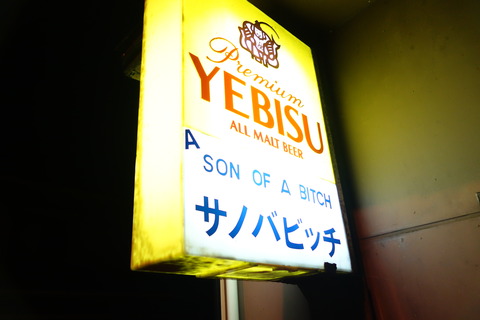 Premium
YEBISU
ALL MALT BEER
A
SON OF A BITCH
サノバビッチ